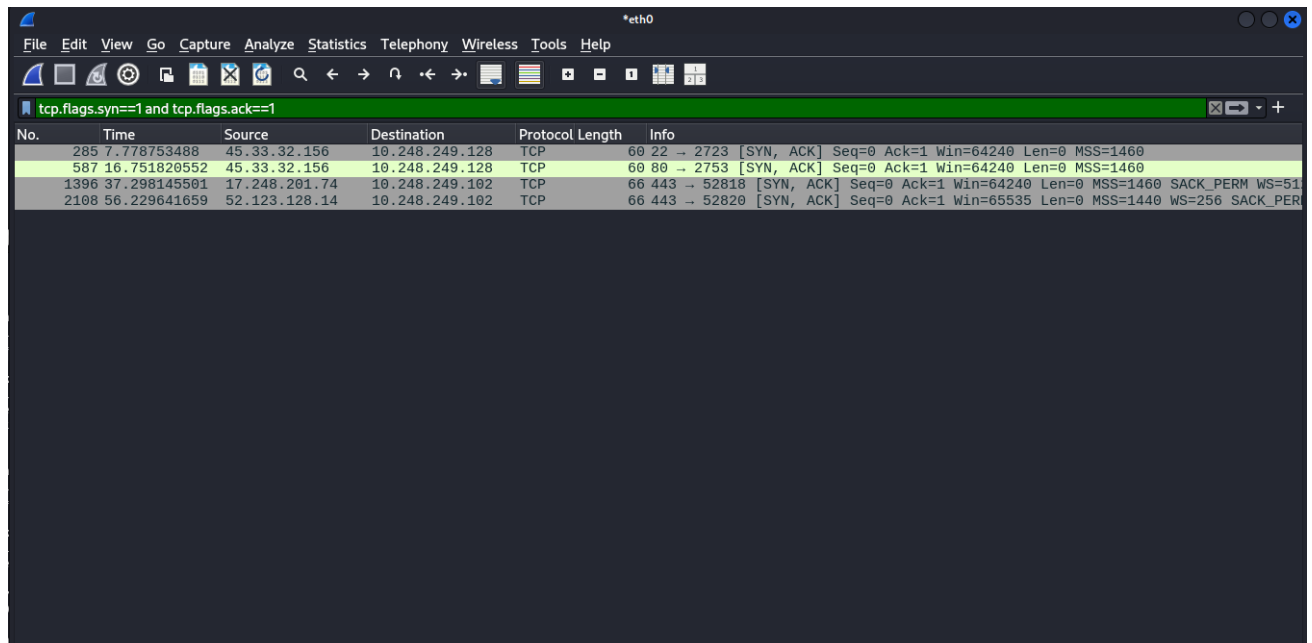 *eth0
File Edit View Go Capture Analyze Statistics Telephony Wireless Tools Help
tcp.flags.syn==1 and tcp.flags.ack==1
No. Time Source Destination Protocol Length Info
285 7.778753488 45.33.32.156 10.248.249.128 TCP 60 22 → 2723 [SYN, ACK] Seq=0 Ack=1 Win=64240 Len=0 MSS=1460
587 16.751820552 45.33.32.156 10.248.249.128 TCP 60 80 → 2753 [SYN, ACK] Seq=0 Ack=1 Win=64240 Len=0 MSS=1460
1396 37.298145501 17.248.201.74 10.248.249.102 TCP 66 443 → 52818 [SYN, ACK] Seq=0 Ack=1 Win=64240 Len=0 MSS=1460 SACK_PERM WS=51
2108 56.229641659 52.123.128.14 10.248.249.102 TCP 66 443 → 52820 [SYN, ACK] Seq=0 Ack=1 Win=65535 Len=0 MSS=1440 WS=256 SACK_PER